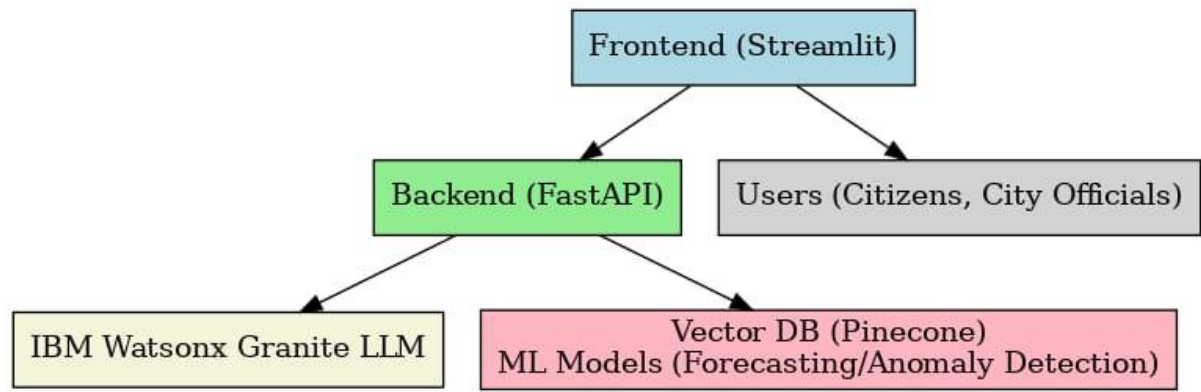 Frontend (Streamlit)
Backend (FastAPI)
Users (Citizens, City Officials)
IBM Watsonx Granite LLM
Vector DB (Pinecone)
ML Models (Forecasting/Anomaly Detection)